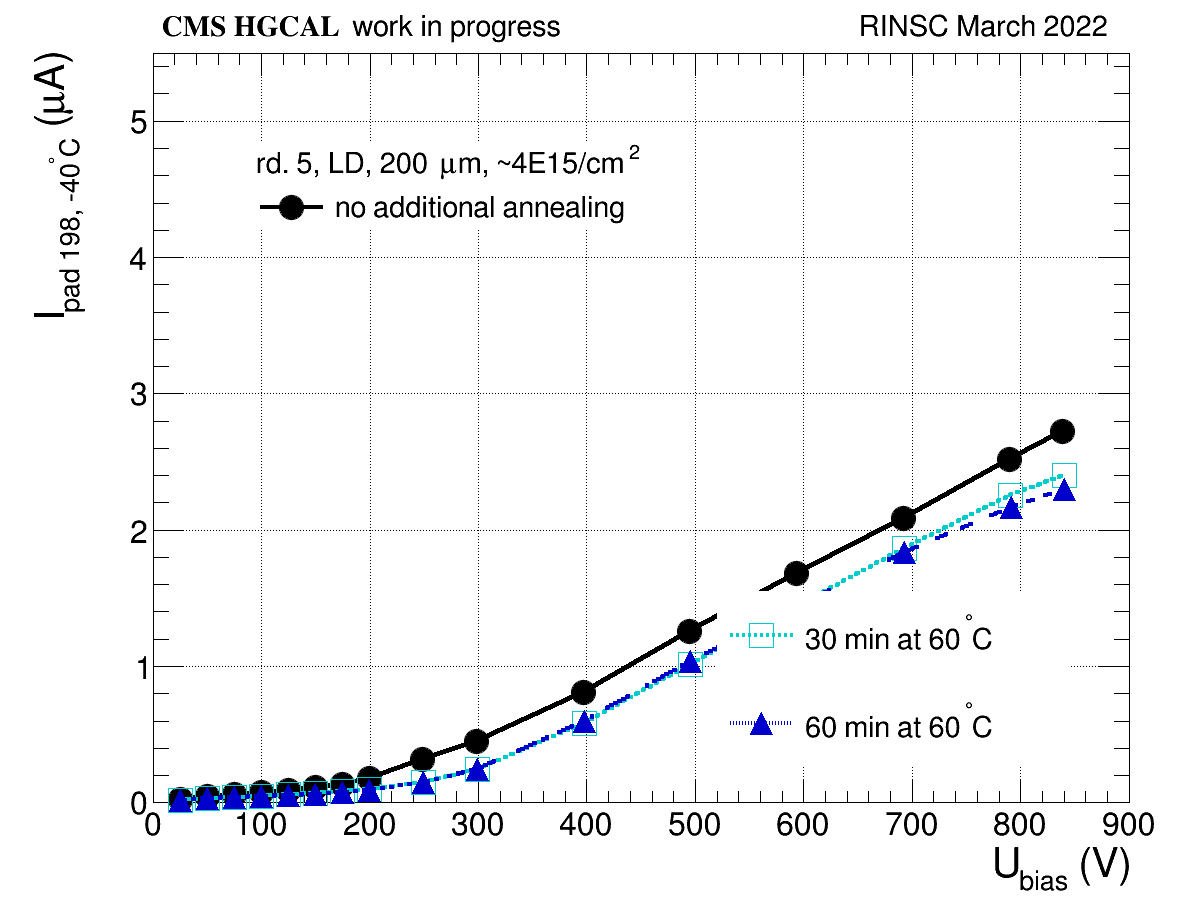 CMS HGCAL work in progress RINSC March 2022
I pad 198, -40°C (μA)
5
4
3
2
1
0
rd. 5, LD, 200 μm, ~4E15/cm²
no additional annealing
30 min at 60°C
60 min at 60°C
0 100 200 300 400 500 600 700 800 900
U bias (V)